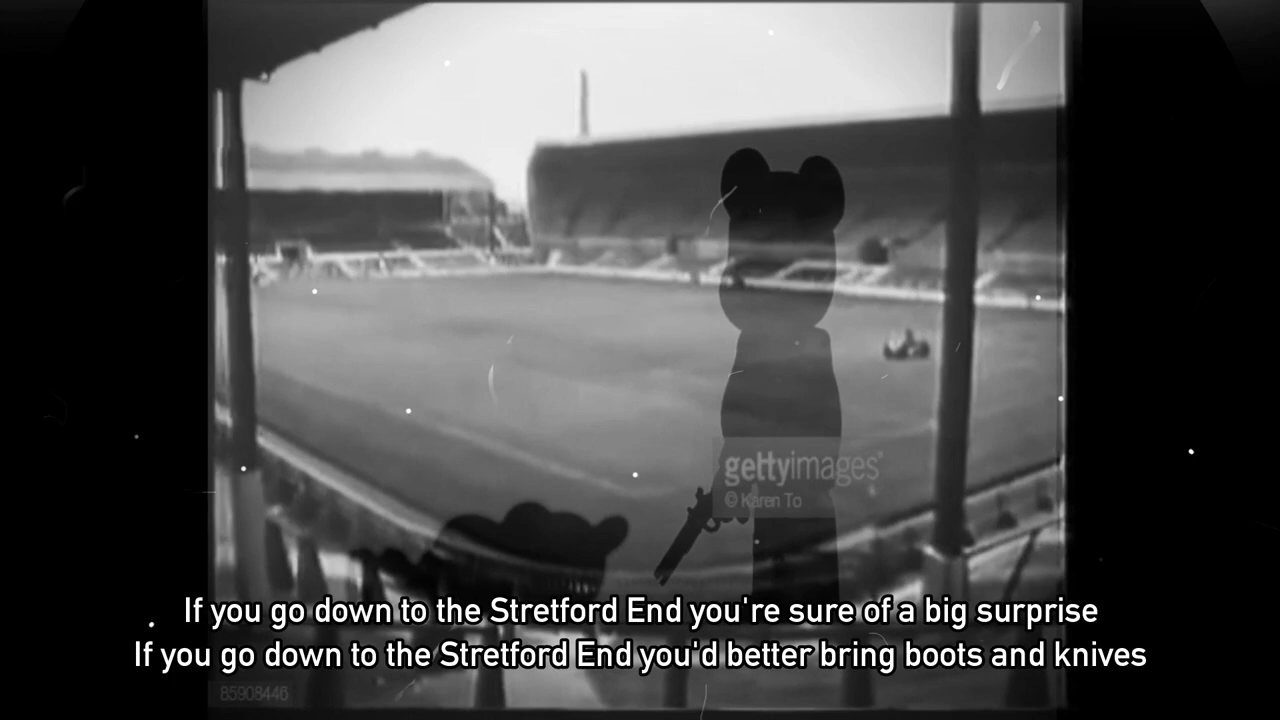 gettyimages®
© Karen To
If you go down to the Stretford End you're sure of a big surprise
If you go down to the Stretford End you'd better bring boots and knives
85908446